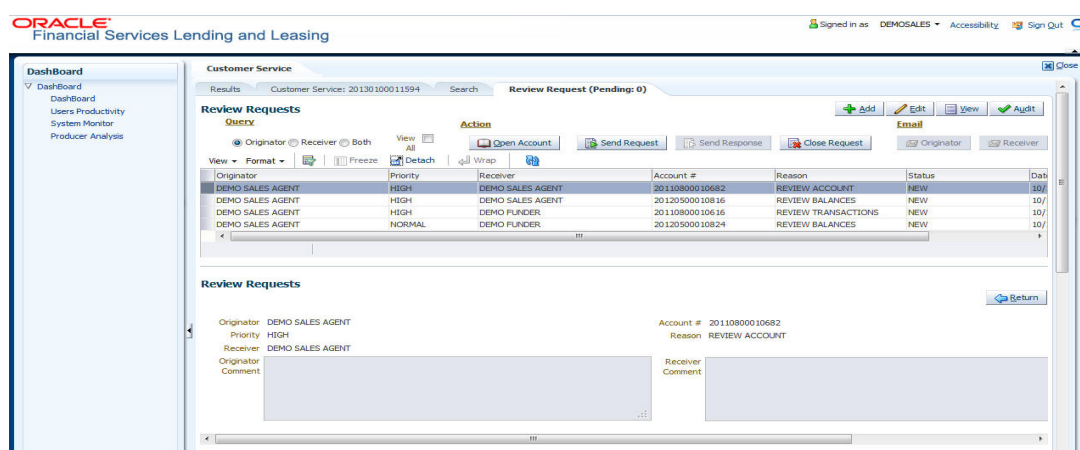 ORACLE
Financial Services Lending and Leasing
Signed in as DEMOSALES Accessibility Sign Out
Close
DashBoard
DashBoard
DashBoard
Users Productivity
System Monitor
Producer Analysis
Customer Service
Results Customer Service: 20130100011594 Search Review Request (Pending: 0)
Review Requests
Add Edit View Audit
Query Action Email
Originator Receiver Both View All
Open Account Send Request Send Response Close Request Originator Receiver
View Format Freeze Detach Wrap
Originator Priority Receiver Account # Reason Status
DEMO SALES AGENT HIGH DEMO SALES AGENT 20110800010682 REVIEW ACCOUNT NEW 10/
DEMO SALES AGENT HIGH DEMO SALES AGENT 20120500010816 REVIEW BALANCES NEW 10/
DEMO SALES AGENT HIGH DEMO FUNDER 20110800010616 REVIEW TRANSACTIONS NEW 10/
DEMO SALES AGENT NORMAL DEMO FUNDER 20120500010824 REVIEW BALANCES NEW 10/
Review Requests
Return
Originator DEMO SALES AGENT Account # 20110800010682
Priority HIGH Reason REVIEW ACCOUNT
Receiver DEMO SALES AGENT
Originator Comment Receiver Comment